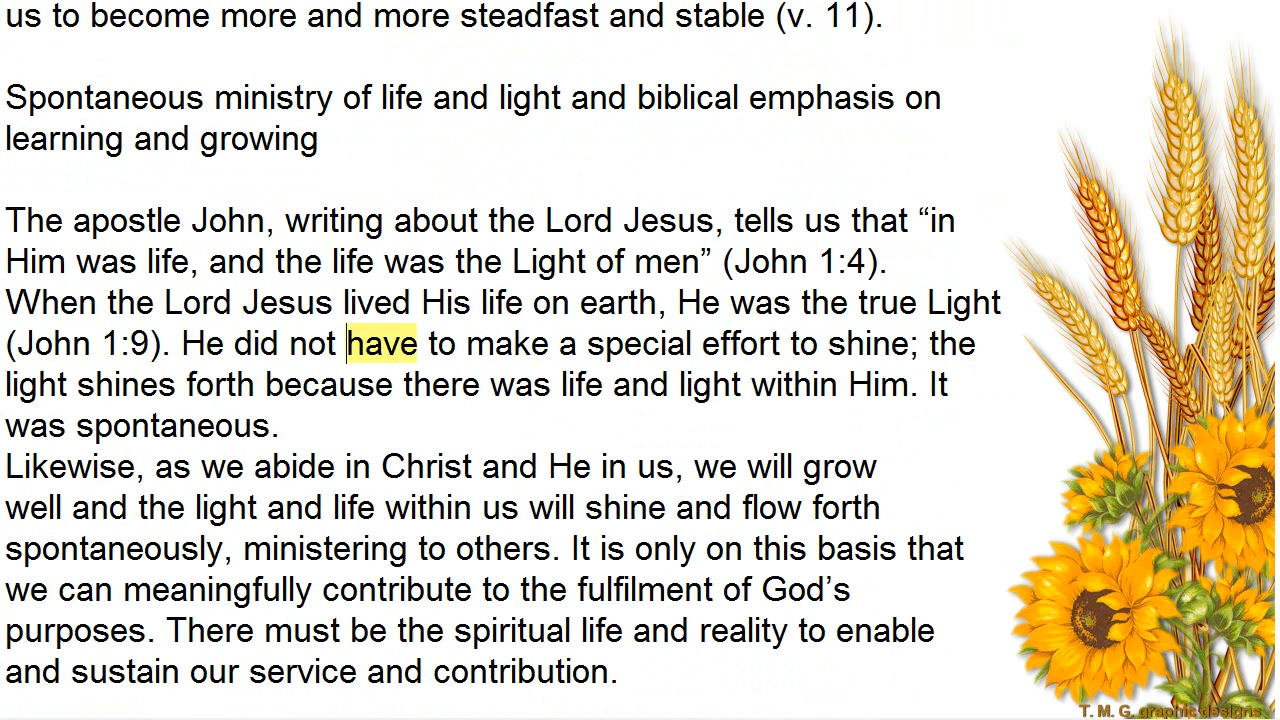 us to become more and more steadfast and stable (v. 11).
Spontaneous ministry of life and light and biblical emphasis on
learning and growing
The apostle John, writing about the Lord Jesus, tells us that “in
Him was life, and the life was the Light of men” (John 1:4).
When the Lord Jesus lived His life on earth, He was the true Light
(John 1:9). He did not have to make a special effort to shine; the
light shines forth because there was life and light within Him. It
was spontaneous.
Likewise, as we abide in Christ and He in us, we will grow
well and the light and life within us will shine and flow forth
spontaneously, ministering to others. It is only on this basis that
we can meaningfully contribute to the fulfilment of God’s
purposes. There must be the spiritual life and reality to enable
and sustain our service and contribution.
T. M. G. graphic designs